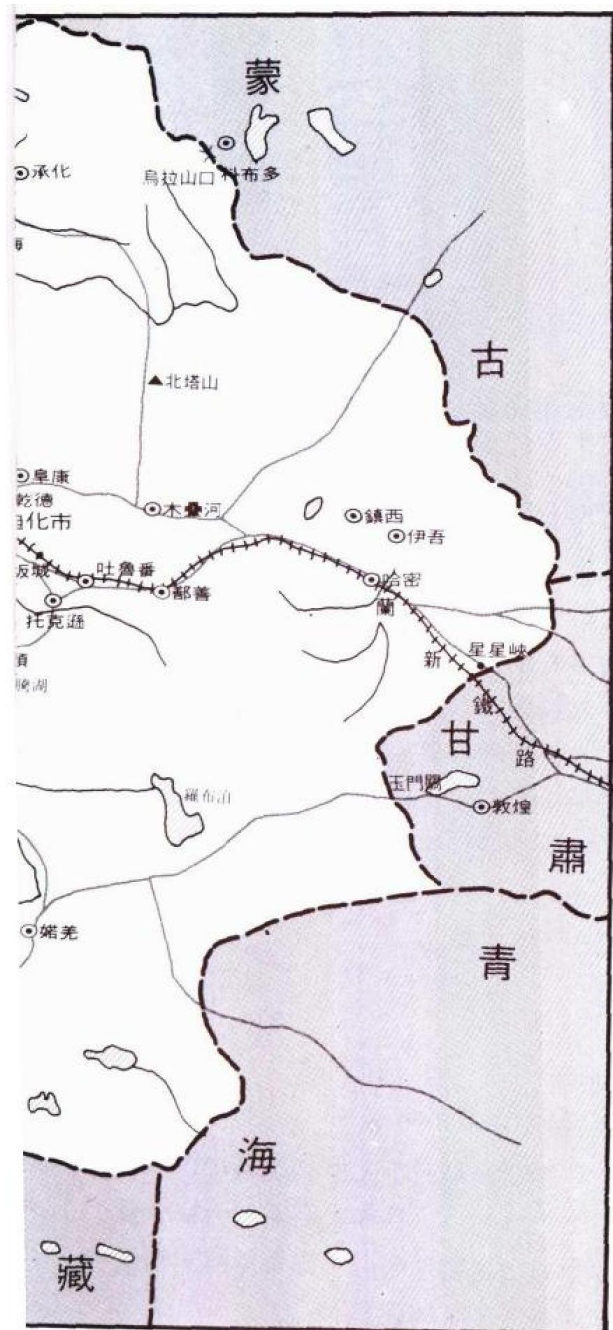 蒙
科布多
烏拉山口
承化
海
古
北塔山
阜康
乾德
木壘河
鎮西
伊吾
化市
坂城
吐魯番
鄯善
哈密
托克遜
蘭
新
鐵
路
星星峽
甘
肅
玉門關
敦煌
羅布泊
婼羌
青
海
藏